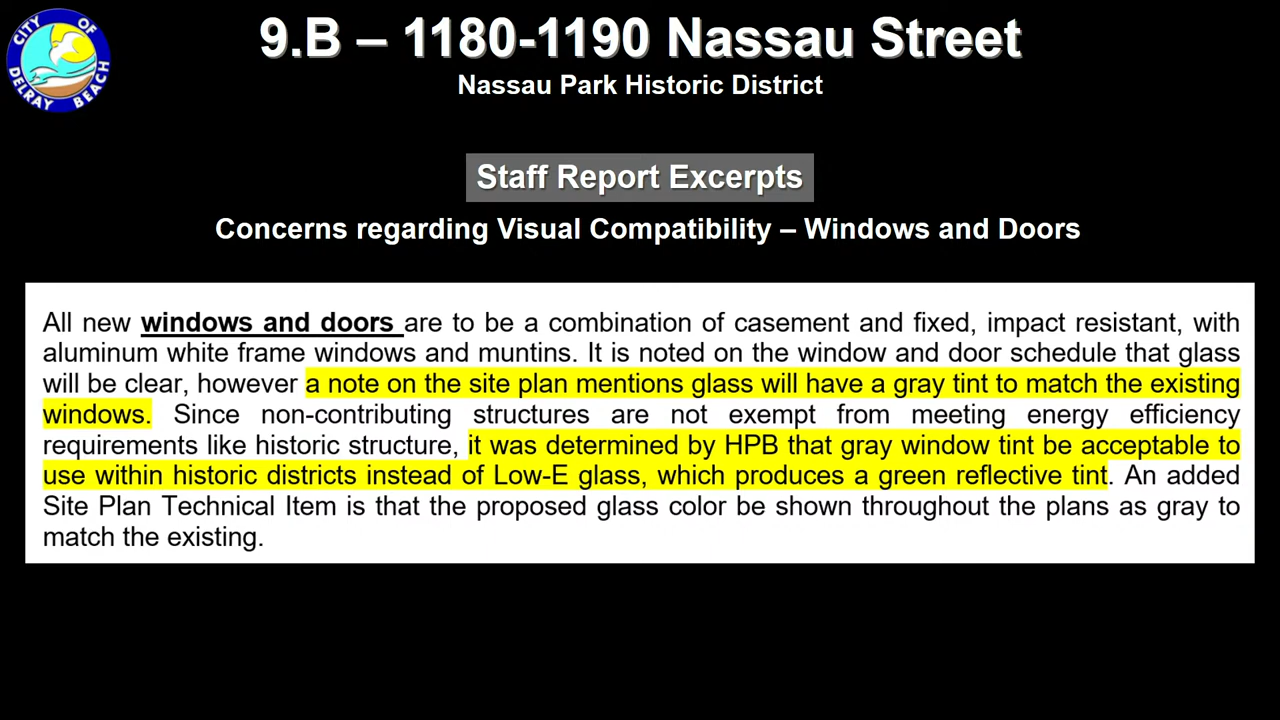 CITY OF
DELRAY BEACH
9.B – 1180-1190 Nassau Street
Nassau Park Historic District
Staff Report Excerpts
Concerns regarding Visual Compatibility – Windows and Doors
All new windows and doors are to be a combination of casement and fixed, impact resistant, with
aluminum white frame windows and muntins. It is noted on the window and door schedule that glass
will be clear, however a note on the site plan mentions glass will have a gray tint to match the existing
windows. Since non-contributing structures are not exempt from meeting energy efficiency
requirements like historic structure, it was determined by HPB that gray window tint be acceptable to
use within historic districts instead of Low-E glass, which produces a green reflective tint. An added
Site Plan Technical Item is that the proposed glass color be shown throughout the plans as gray to
match the existing.